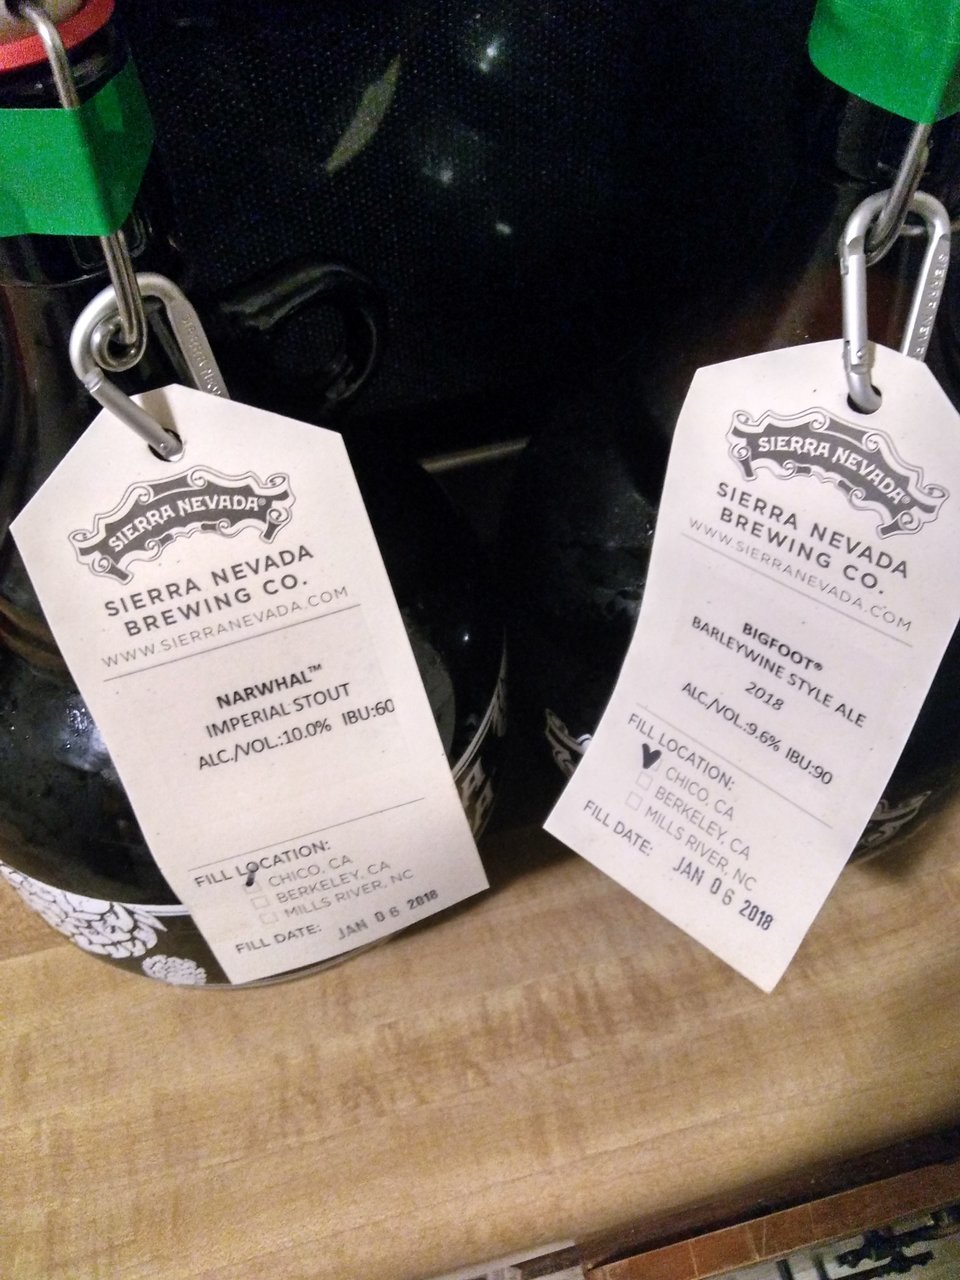 SIERRA NEVADA®
SIERRA NEVADA
BREWING CO.
WWW.SIERRANEVADA.COM
NARWHAL™
IMPERIAL STOUT
ALC./VOL.:10.0% IBU:60
FILL LOCATION:
CHICO, CA
BERKELEY, CA
MILLS RIVER, NC
FILL DATE: JAN 06 2018
SIERRA NEVADA®
SIERRA NEVADA
BREWING CO.
WWW.SIERRANEVADA.COM
BIGFOOT®
BARLEYWINE STYLE ALE
2018
ALC./VOL.:9.6% IBU:90
FILL LOCATION:
CHICO, CA
BERKELEY, CA
MILLS RIVER, NC
FILL DATE: JAN 06 2018